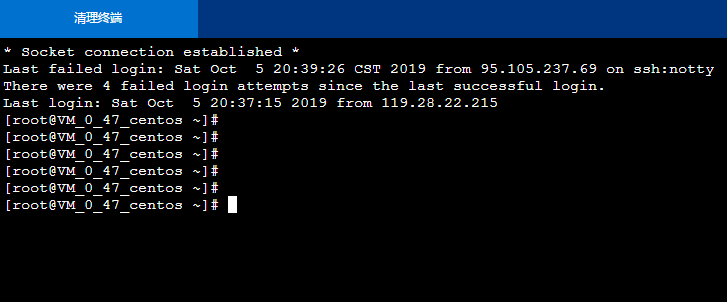 清理终端
* Socket connection established *
Last failed login: Sat Oct  5 20:39:26 CST 2019 from 95.105.237.69 on ssh:notty
There were 4 failed login attempts since the last successful login.
Last login: Sat Oct  5 20:37:15 2019 from 119.28.22.215
[root@VM_0_47_centos ~]#
[root@VM_0_47_centos ~]#
[root@VM_0_47_centos ~]#
[root@VM_0_47_centos ~]#
[root@VM_0_47_centos ~]#
[root@VM_0_47_centos ~]#